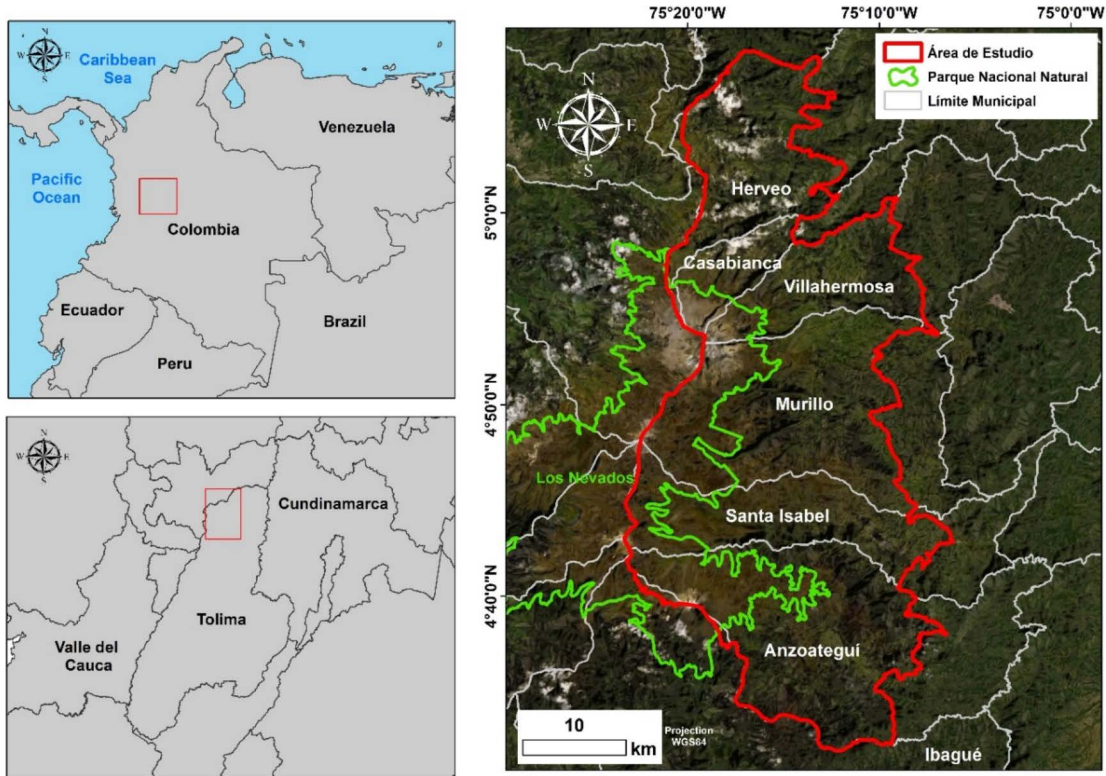 N
W
E
S
Caribbean
Sea
Venezuela
Pacific
Ocean
Colombia
Ecuador
Peru
Brazil
N
W
E
S
Cundinamarca
Tolima
Valle del
Cauca
75°20'0"W
75°10'0"W
75°0'0"W
5°0'0"N
4°50'0"N
4°40'0"N
Área de Estudio
Parque Nacional Natural
Límite Municipal
N
W
E
S
Herveo
Casabianca
Villahermosa
Murillo
Los Nevados
Santa Isabel
Anzoateguí
Ibagué
10
km
Projection
WGS64